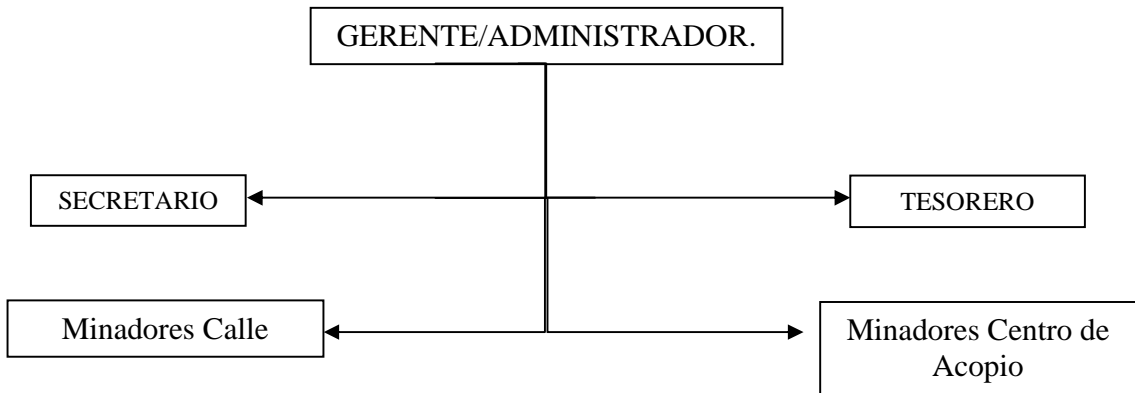 GERENTE/ADMINISTRADOR.
SECRETARIO
TESORERO
Minadores Calle
Minadores Centro de
Acopio